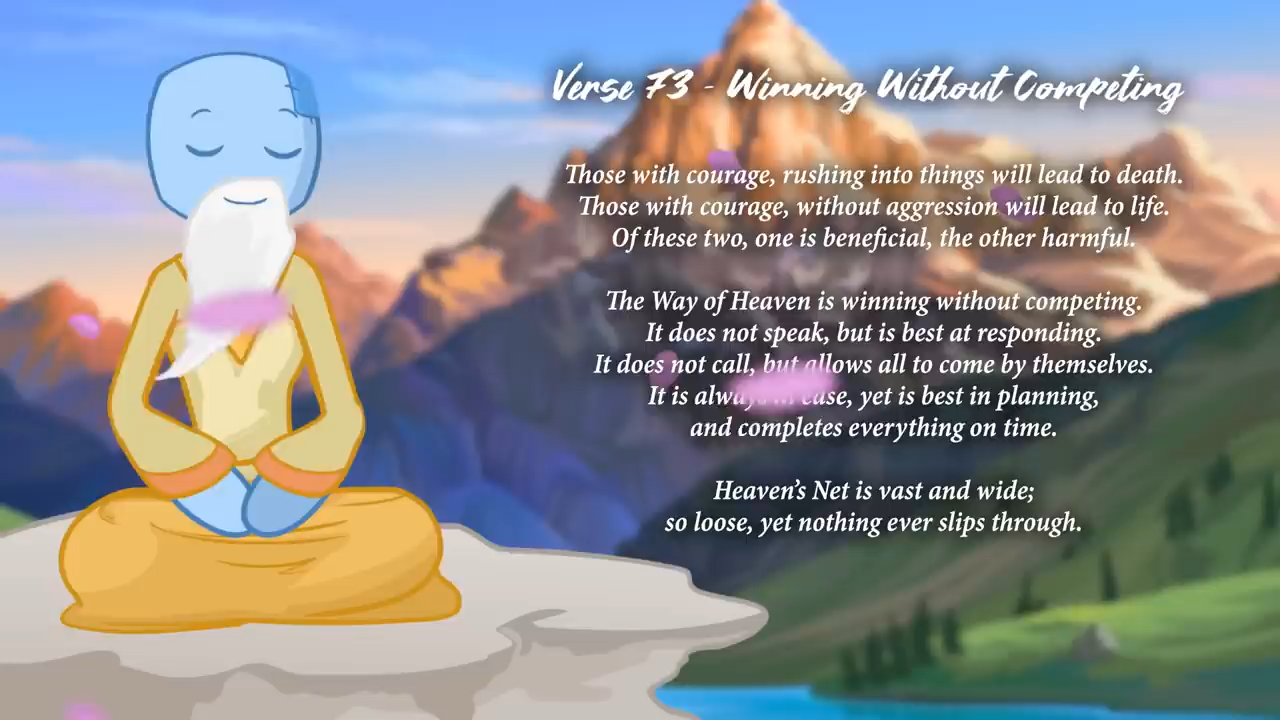 Verse 73 - Winning Without Competing
Those with courage, rushing into things will lead to death.
Those with courage, without aggression will lead to life.
Of these two, one is beneficial, the other harmful.
The Way of Heaven is winning without competing.
It does not speak, but is best at responding.
It does not call, but allows all to come by themselves.
It is always in ease, yet is best in planning,
and completes everything on time.
Heaven's Net is vast and wide;
so loose, yet nothing ever slips through.